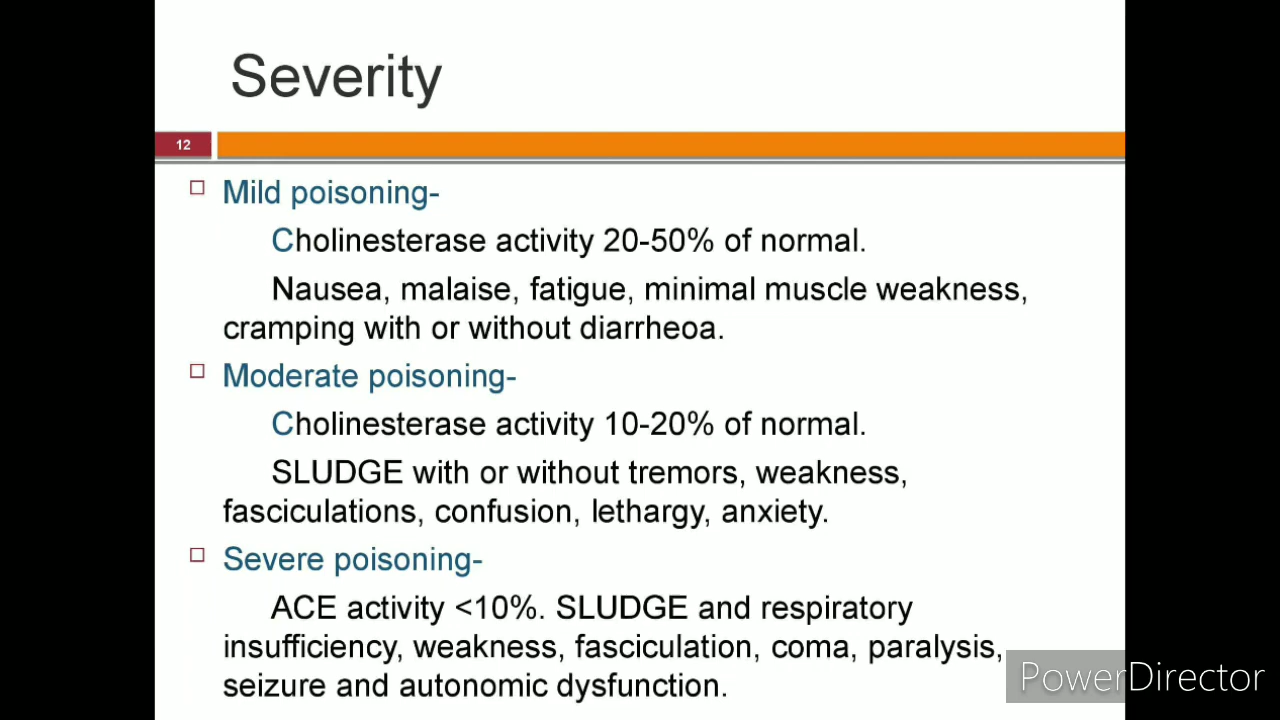 Severity
12
Mild poisoning-
Cholinesterase activity 20-50% of normal.
Nausea, malaise, fatigue, minimal muscle weakness,
cramping with or without diarrheoa.
Moderate poisoning-
Cholinesterase activity 10-20% of normal.
SLUDGE with or without tremors, weakness,
fasciculations, confusion, lethargy, anxiety.
Severe poisoning-
ACE activity <10%. SLUDGE and respiratory
insufficiency, weakness, fasciculation, coma, paralysis,
seizure and autonomic dysfunction.
PowerDirector